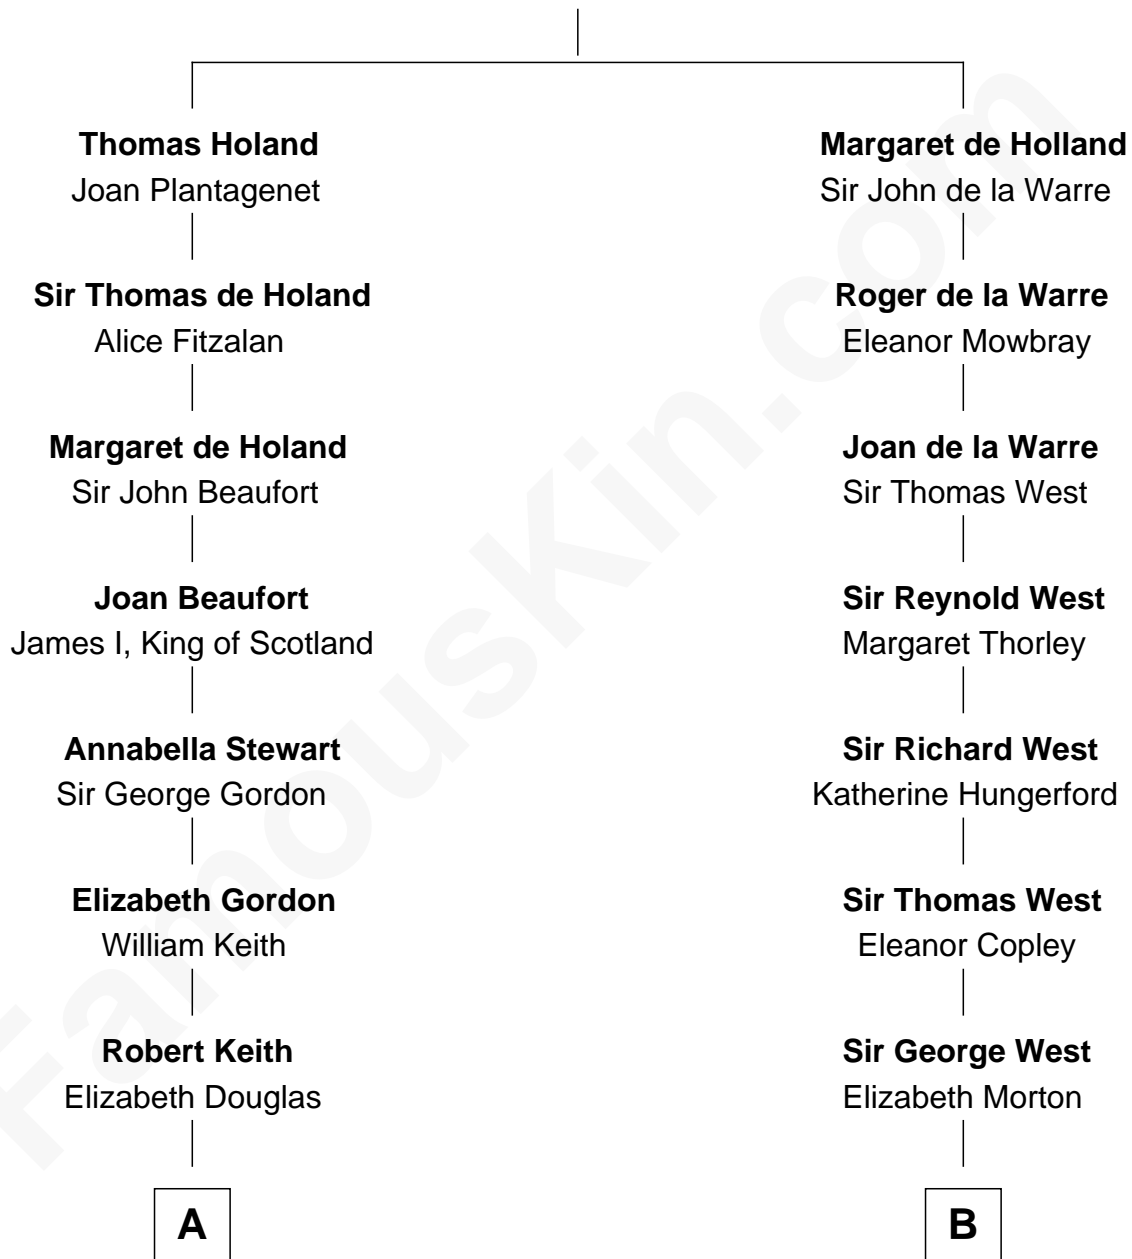 Thomas Holand
Joan Plantagenet
Sir Thomas de Holand
Alice Fitzalan
Margaret de Holand
Sir John Beaufort
Joan Beaufort
James I, King of Scotland
Annabella Stewart
Sir George Gordon
Elizabeth Gordon
William Keith
Robert Keith
Elizabeth Douglas
A
Margaret de Holland
Sir John de la Warre
Roger de la Warre
Eleanor Mowbray
Joan de la Warre
Sir Thomas West
Sir Reynold West
Margaret Thorley
Sir Richard West
Katherine Hungerford
Sir Thomas West
Eleanor Copley
Sir George West
Elizabeth Morton
B
FamousKin.com